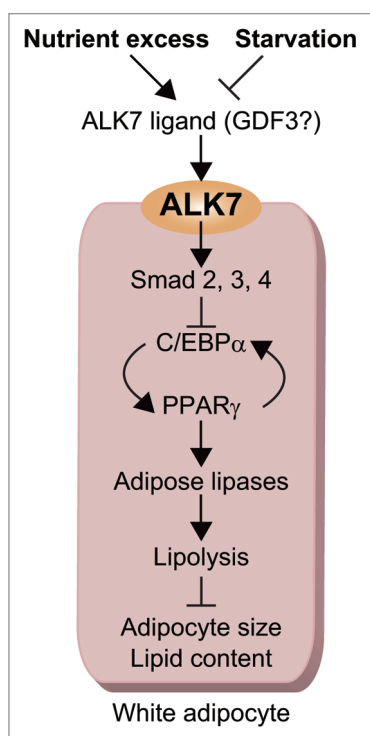 Nutrient excess Starvation
ALK7 ligand (GDF3?)
ALK7
Smad 2, 3, 4
C/EBPα
PPARγ
Adipose lipases
Lipolysis
Adipocyte size
Lipid content
White adipocyte